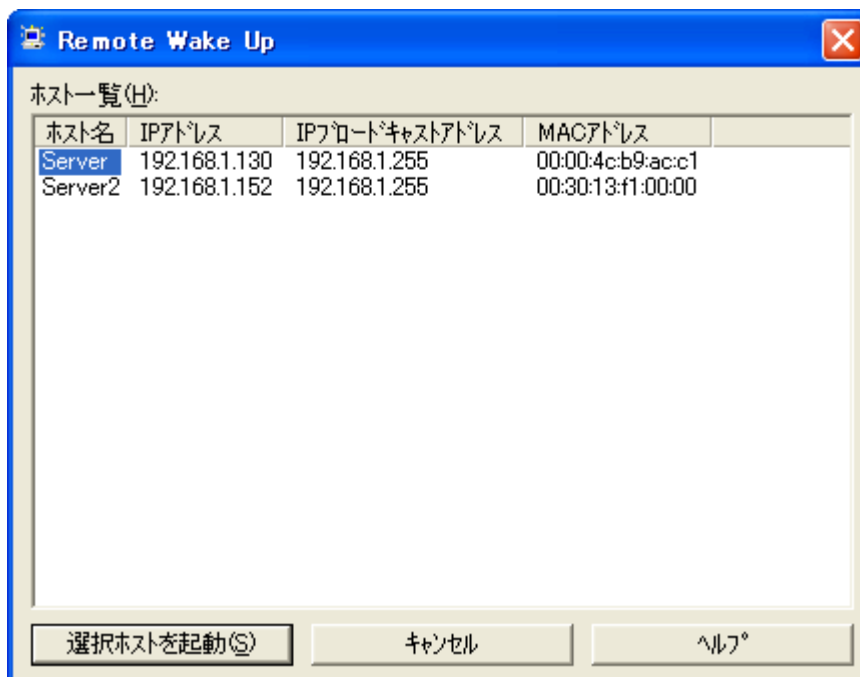 Remote Wake Up
ホスト一覧(H):
ホスト名 IPアドレス IPブロードキャストアドレス MACアドレス
Server 192.168.1.130 192.168.1.255 00:00:4c:b9:ac:c1
Server2 192.168.1.152 192.168.1.255 00:30:13:f1:00:00
選択ホストを起動(S) キャンセル ヘルプ